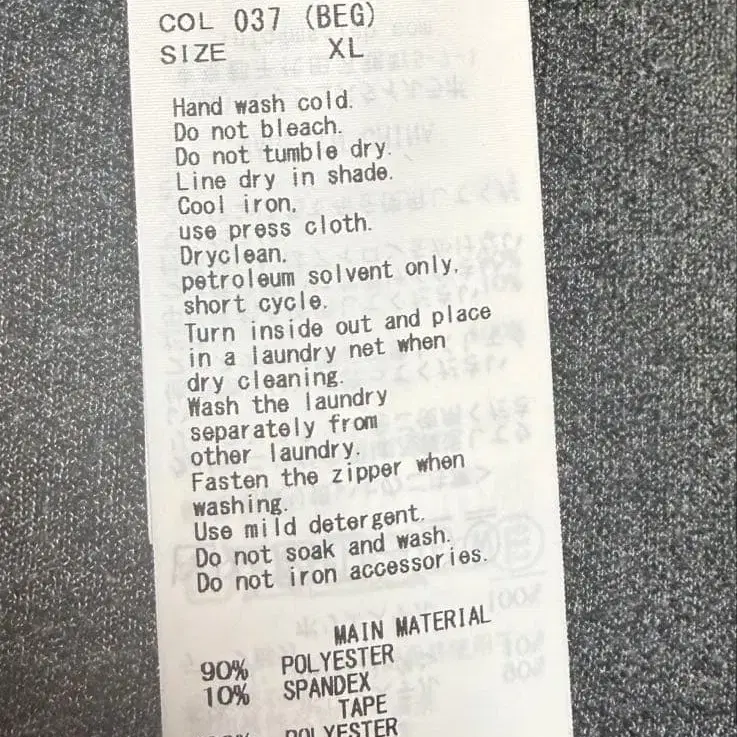 COL 037 (BEG)
SIZE XL
Hand wash cold.
Do not bleach.
Do not tumble dry.
Line dry in shade.
Cool iron,
use press cloth.
Dryclean.
petroleum solvent only,
short cycle.
Turn inside out and place
in a laundry net when
dry cleaning.
Wash the laundry
separately from
other laundry.
Fasten the zipper when
washing.
Use mild detergent.
Do not soak and wash.
Do not iron accessories.
MAIN MATERIAL
90% POLYESTER
10% SPANDEX
TAPE
POLYESTER